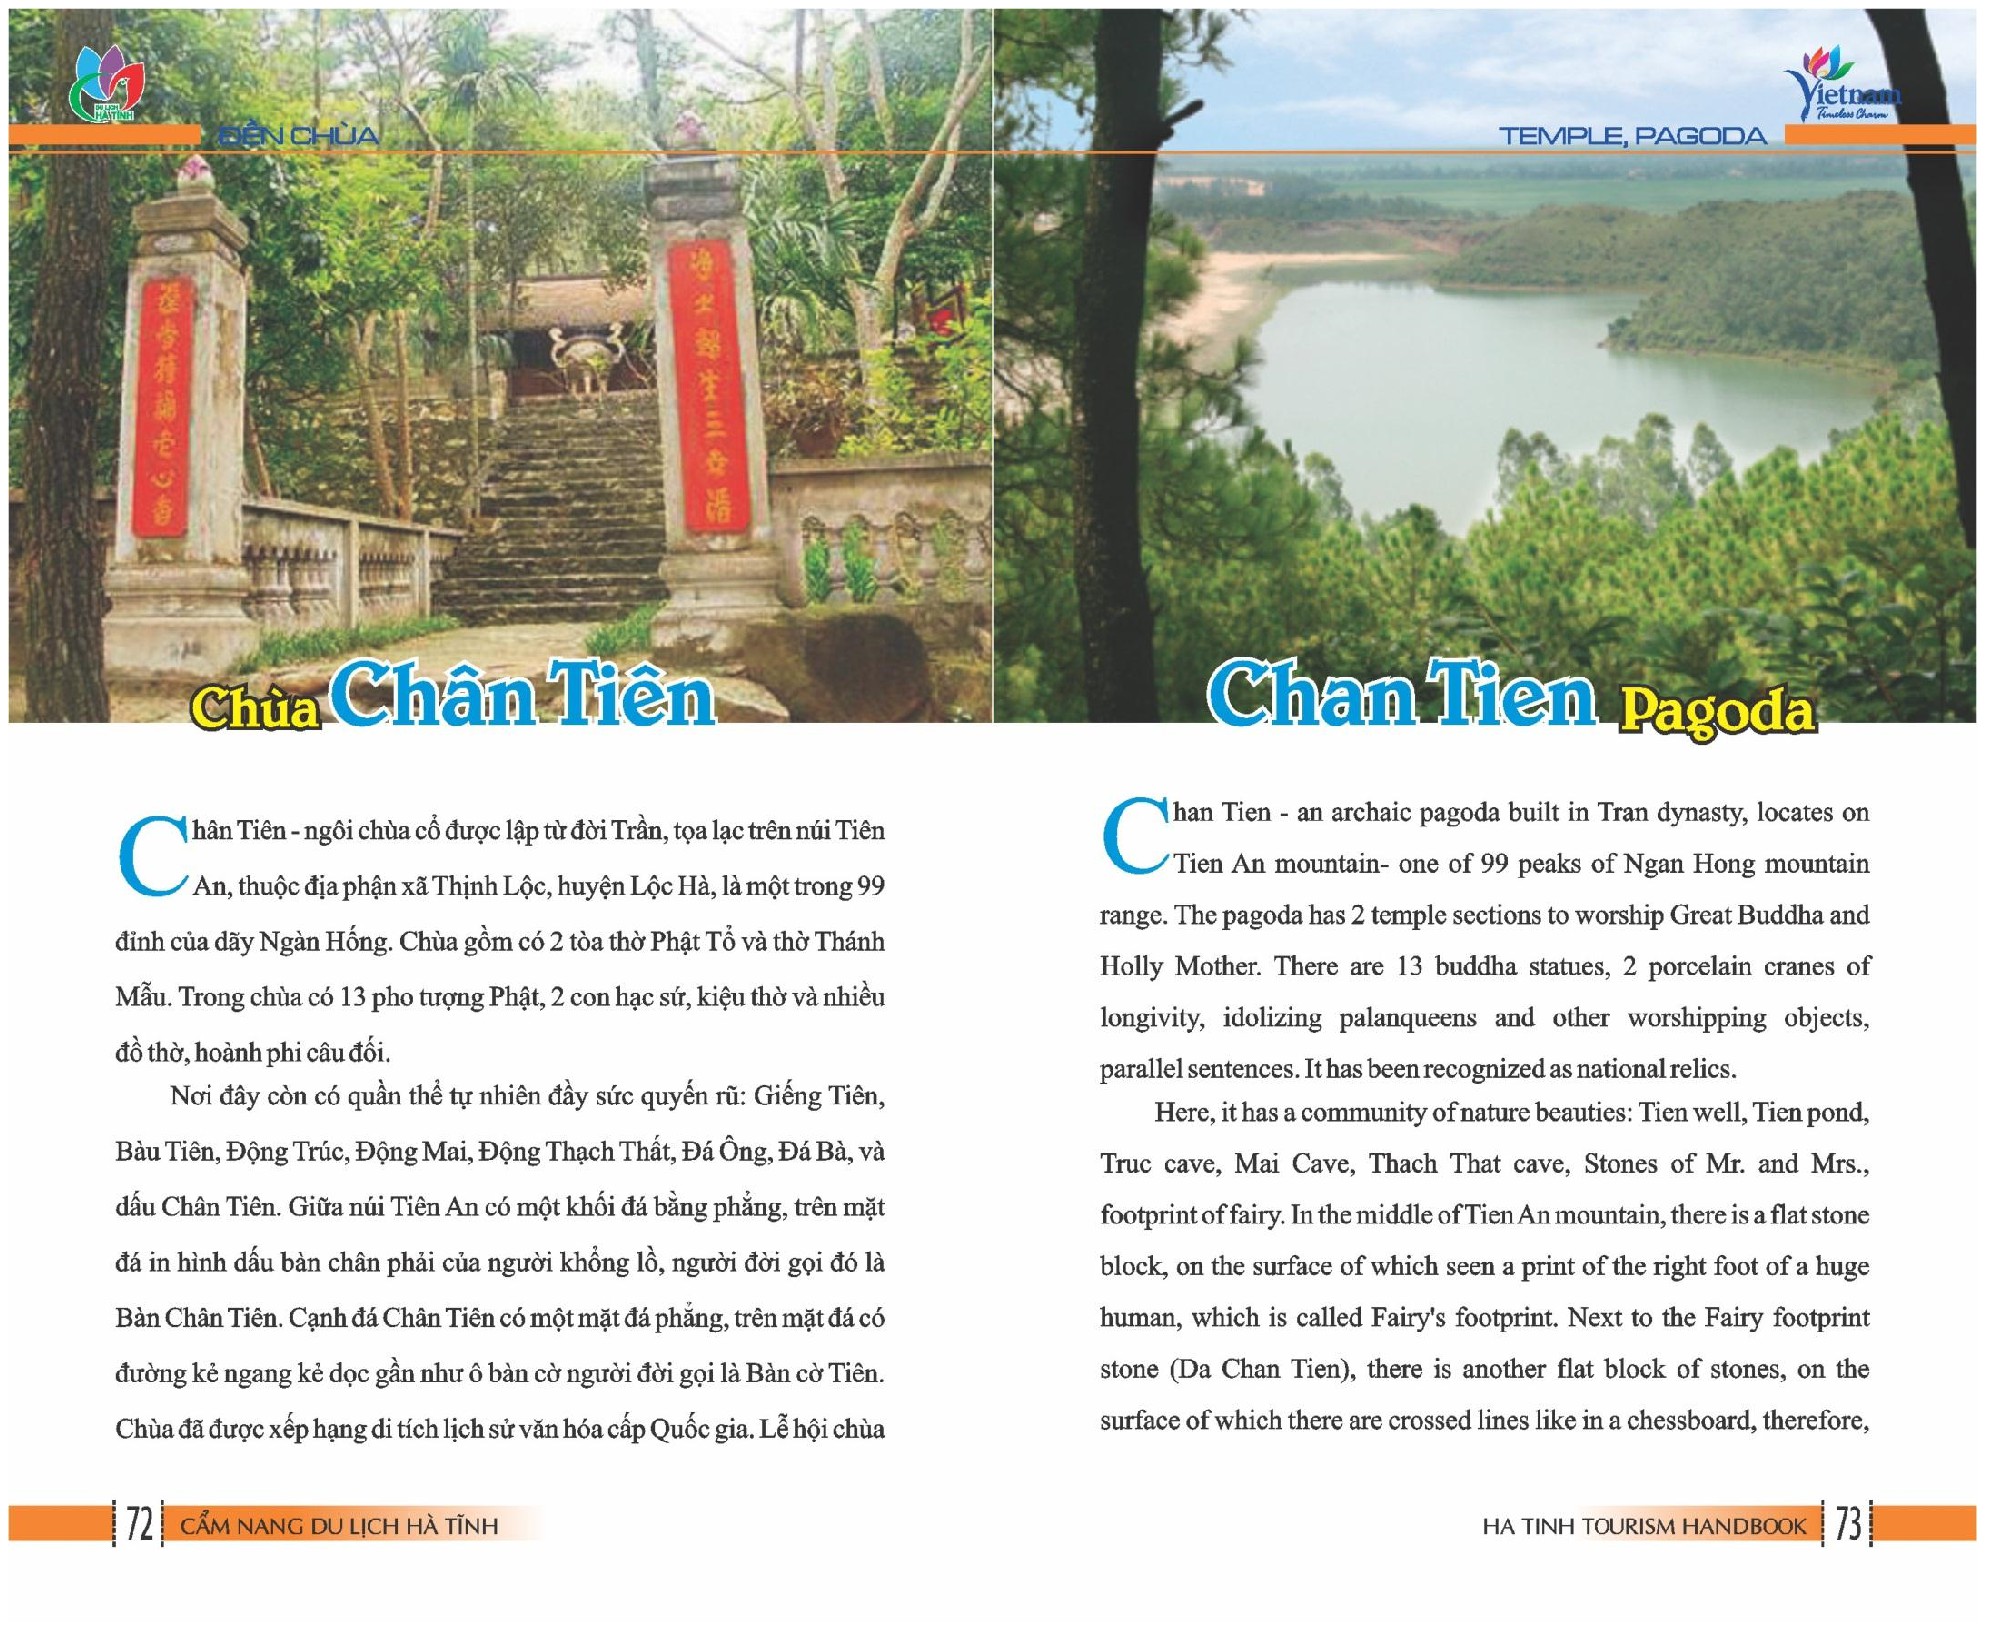 DU LỊCH
HÀ TĨNH
ĐỀN CHÙA
Chùa Chân Tiên
Chân Tiên - ngôi chùa cổ được lập từ đời Trần, tọa lạc trên núi Tiên
An, thuộc địa phận xã Thịnh Lộc, huyện Lộc Hà, là một trong 99
đỉnh của dãy Ngàn Hống. Chùa gồm có 2 tòa thờ Phật Tổ và thờ Thánh
Mẫu. Trong chùa có 13 pho tượng Phật, 2 con hạc sứ, kiệu thờ và nhiều
đồ thờ, hoành phi câu đối.
Nơi đây còn có quần thể tự nhiên đầy sức quyến rũ: Giếng Tiên,
Bàu Tiên, Động Trúc, Động Mai, Động Thạch Thất, Đá Ông, Đá Bà, và
dấu Chân Tiên. Giữa núi Tiên An có một khối đá bằng phẳng, trên mặt
đá in hình dấu bàn chân phải của người khổng lồ, người đời gọi đó là
Bàn Chân Tiên. Cạnh đá Chân Tiên có một mặt đá phẳng, trên mặt đá có
đường kẻ ngang kẻ dọc gần như ô bàn cờ người đời gọi là Bàn cờ Tiên.
Chùa đã được xếp hạng di tích lịch sử văn hóa cấp Quốc gia. Lễ hội chùa
72 CẨM NANG DU LỊCH HÀ TĨNH
Vietnam
Timeless Charm
TEMPLE, PAGODA
Chan Tien Pagoda
Chan Tien - an archaic pagoda built in Tran dynasty, locates on
Tien An mountain- one of 99 peaks of Ngan Hong mountain
range. The pagoda has 2 temple sections to worship Great Buddha and
Holly Mother. There are 13 buddha statues, 2 porcelain cranes of
longivity, idolizing palanqueens and other worshipping objects,
parallel sentences. It has been recognized as national relics.
Here, it has a community of nature beauties: Tien well, Tien pond,
Truc cave, Mai Cave, Thach That cave, Stones of Mr. and Mrs.,
footprint of fairy. In the middle of Tien An mountain, there is a flat stone
block, on the surface of which seen a print of the right foot of a huge
human, which is called Fairy's footprint. Next to the Fairy footprint
stone (Da Chan Tien), there is another flat block of stones, on the
surface of which there are crossed lines like in a chessboard, therefore,
HA TINH TOURISM HANDBOOK 73